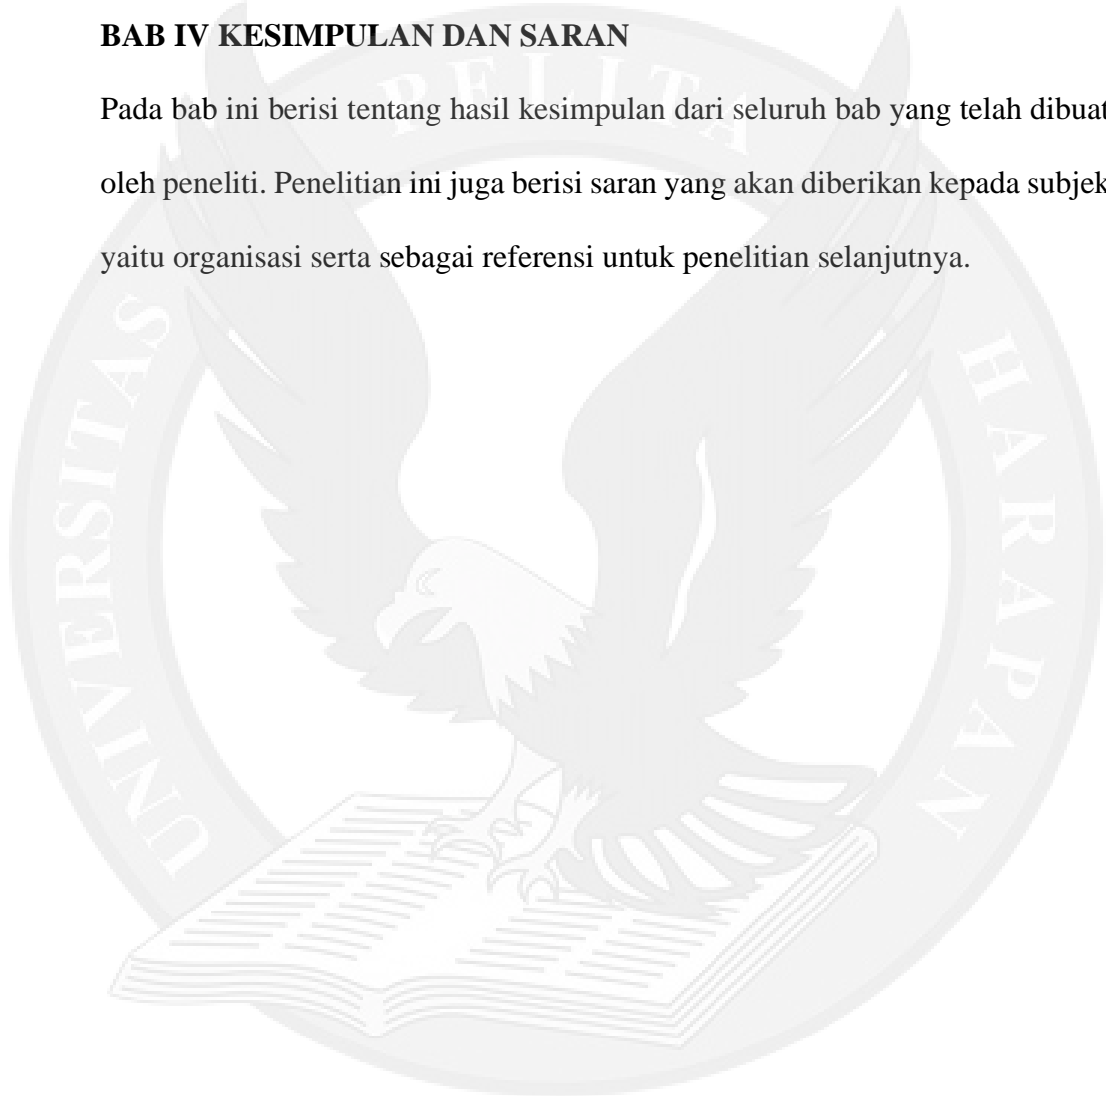 BAB IV KESIMPULAN DAN SARAN
Pada bab ini berisi tentang hasil kesimpulan dari seluruh bab yang telah dibuat
oleh peneliti. Penelitian ini juga berisi saran yang akan diberikan kepada subjek
yaitu organisasi serta sebagai referensi untuk penelitian selanjutnya.
UNIVERSITAS PELITA HARAPAN